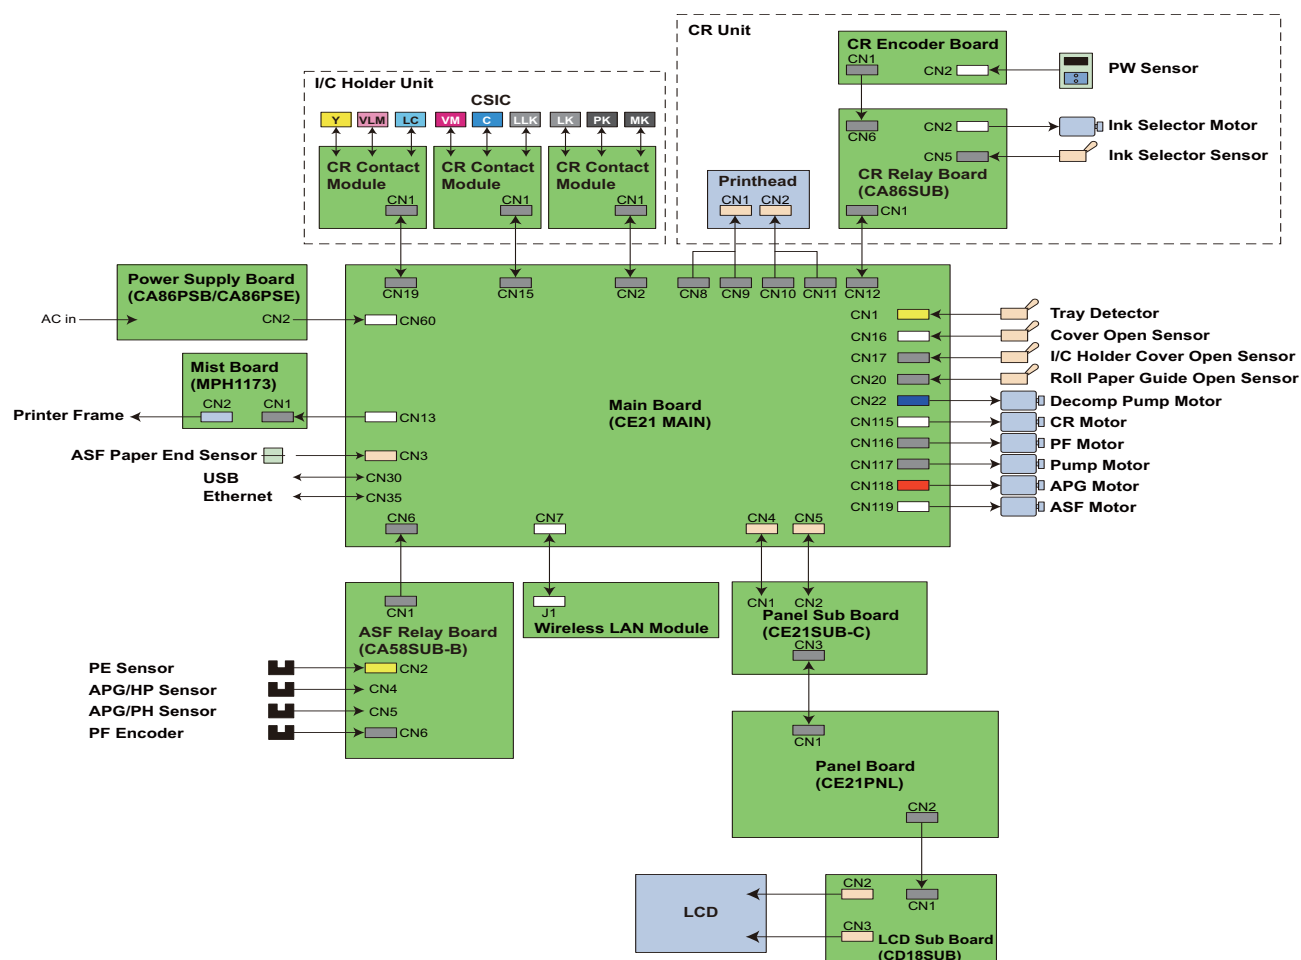 CR Unit
CR Encoder Board
CN1
CN2
PW Sensor
I/C Holder Unit
CSIC
Y
VLM
LC
VM
C
LLK
LK
PK
MK
CR Contact
Module
CN1
CR Contact
Module
CN1
CR Contact
Module
CN1
CN6
CN2
Ink Selector Motor
CN5
Ink Selector Sensor
CR Relay Board
(CA86SUB)
CN1
Printhead
CN1
CN2
Power Supply Board
(CA86PSB/CA86PSE)
AC in
CN2
CN60
CN19
CN15
CN2
CN8
CN9
CN10
CN11
CN12
CN1
Tray Detector
CN16
Cover Open Sensor
CN17
I/C Holder Cover Open Sensor
CN20
Roll Paper Guide Open Sensor
CN22
Decomp Pump Motor
CN115
CR Motor
CN116
PF Motor
CN117
Pump Motor
CN118
APG Motor
CN119
ASF Motor
Main Board
(CE21 MAIN)
Mist Board
(MPH1173)
CN2
CN1
Printer Frame
CN13
ASF Paper End Sensor
CN3
USB
CN30
Ethernet
CN35
CN6
CN7
CN4
CN5
CN1
ASF Relay Board
(CA58SUB-B)
PE Sensor
CN2
APG/HP Sensor
CN4
APG/PH Sensor
CN5
PF Encoder
CN6
J1
Wireless LAN Module
CN1
CN2
Panel Sub Board
(CE21SUB-C)
CN3
CN1
Panel Board
(CE21PNL)
CN2
LCD
CN2
CN1
CN3
LCD Sub Board
(CD18SUB)